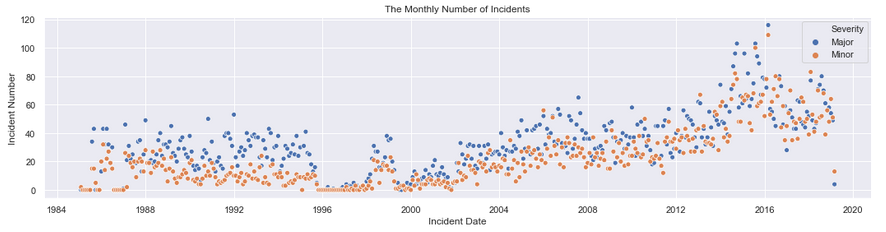 The Monthly Number of Incidents
120
100
80
60
40
20
0
Incident Number
Severity
Major
Minor
1984 1988 1992 1996 2000 2004 2008 2012 2016 2020
Incident Date